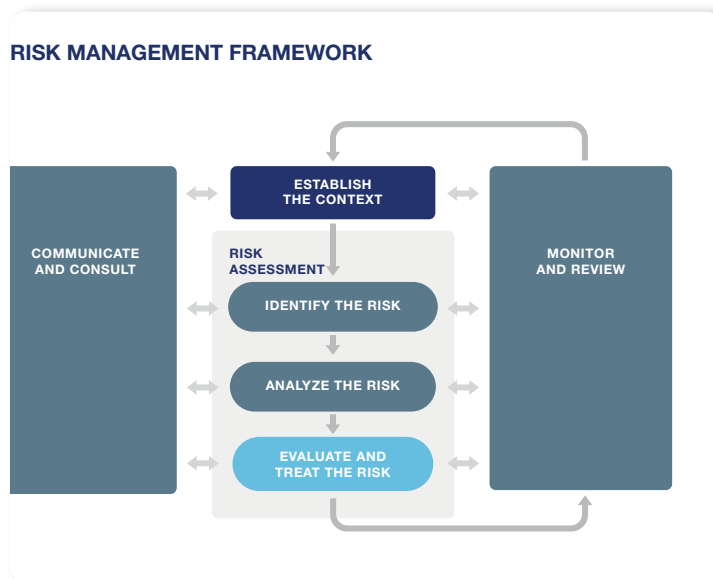 RISK MANAGEMENT FRAMEWORK
ESTABLISH
THE CONTEXT
COMMUNICATE
AND CONSULT
RISK
ASSESSMENT
MONITOR
AND REVIEW
IDENTIFY THE RISK
ANALYZE THE RISK
EVALUATE AND
TREAT THE RISK